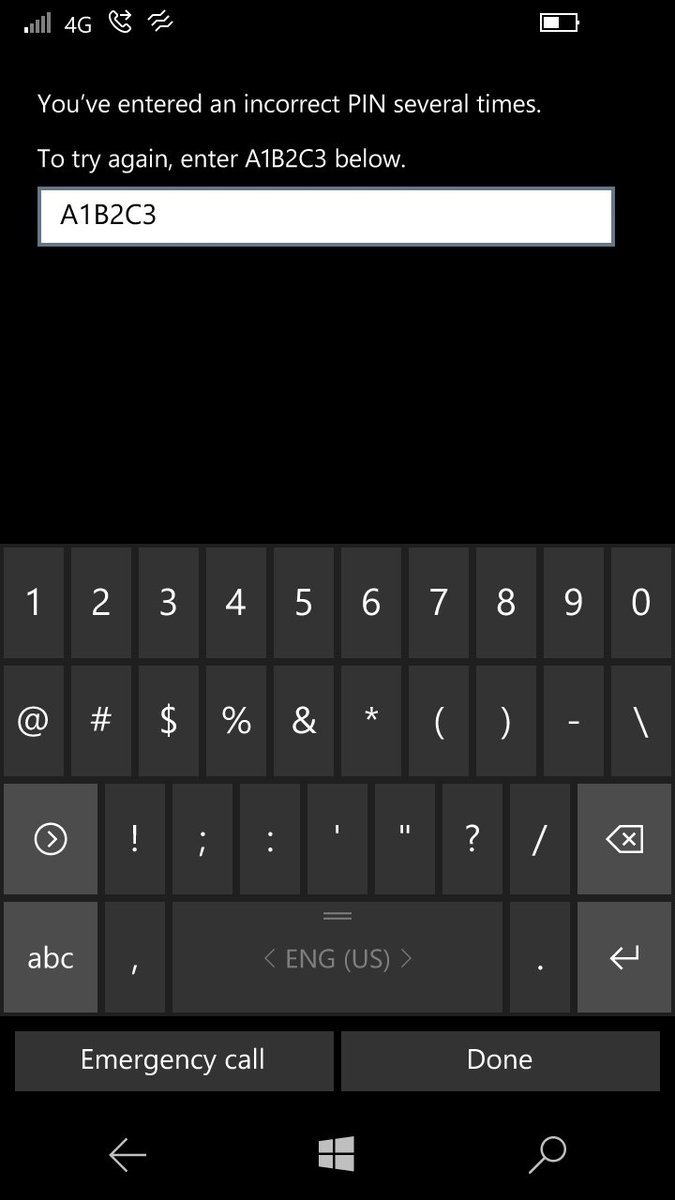 4G
You’ve entered an incorrect PIN several times.
To try again, enter A1B2C3 below.
A1B2C3
1 2 3 4 5 6 7 8 9 0
@ # $ % & * ( ) - \
! ; : ' " ? /
abc , < ENG (US) > .
Emergency call Done